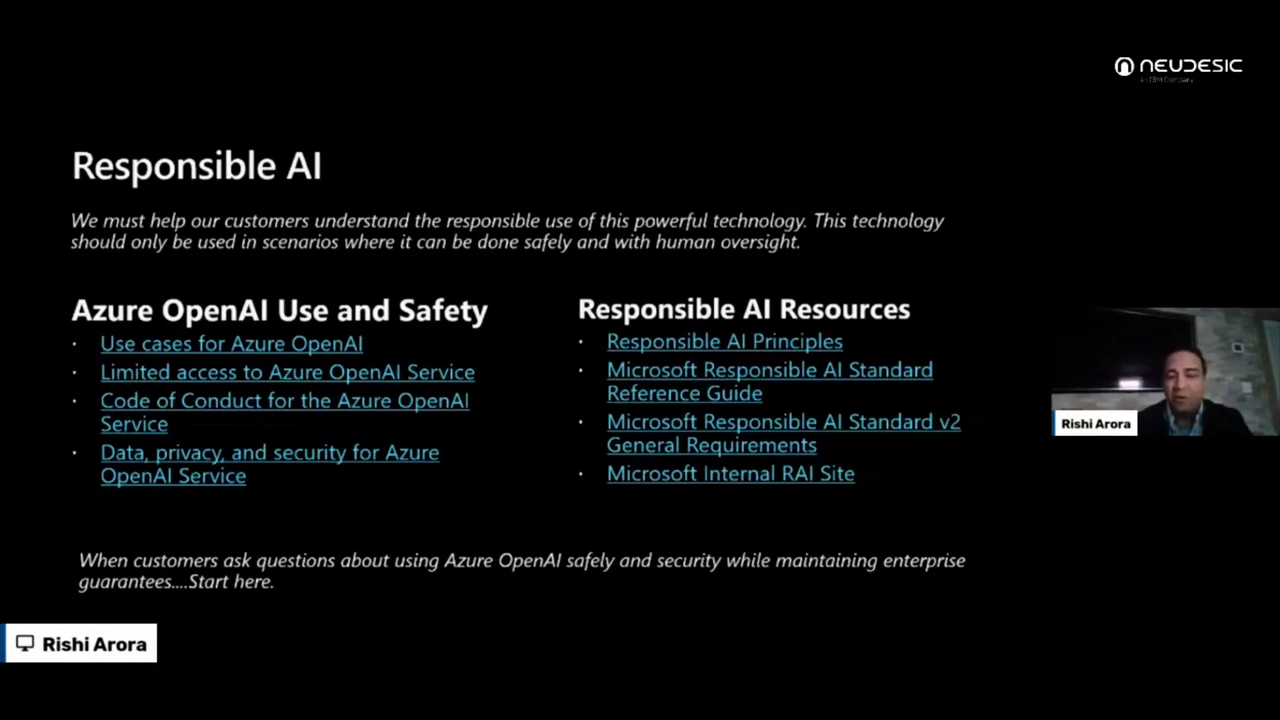 NEUDESIC
an IBM Company
Responsible AI
We must help our customers understand the responsible use of this powerful technology. This technology
should only be used in scenarios where it can be done safely and with human oversight.
Azure OpenAI Use and Safety
· Use cases for Azure OpenAI
· Limited access to Azure OpenAI Service
· Code of Conduct for the Azure OpenAI
Service
· Data, privacy, and security for Azure
OpenAI Service
Responsible AI Resources
· Responsible AI Principles
· Microsoft Responsible AI Standard
Reference Guide
· Microsoft Responsible AI Standard v2
General Requirements
· Microsoft Internal RAI Site
Rishi Arora
When customers ask questions about using Azure OpenAI safely and security while maintaining enterprise
guarantees....Start here.
Rishi Arora